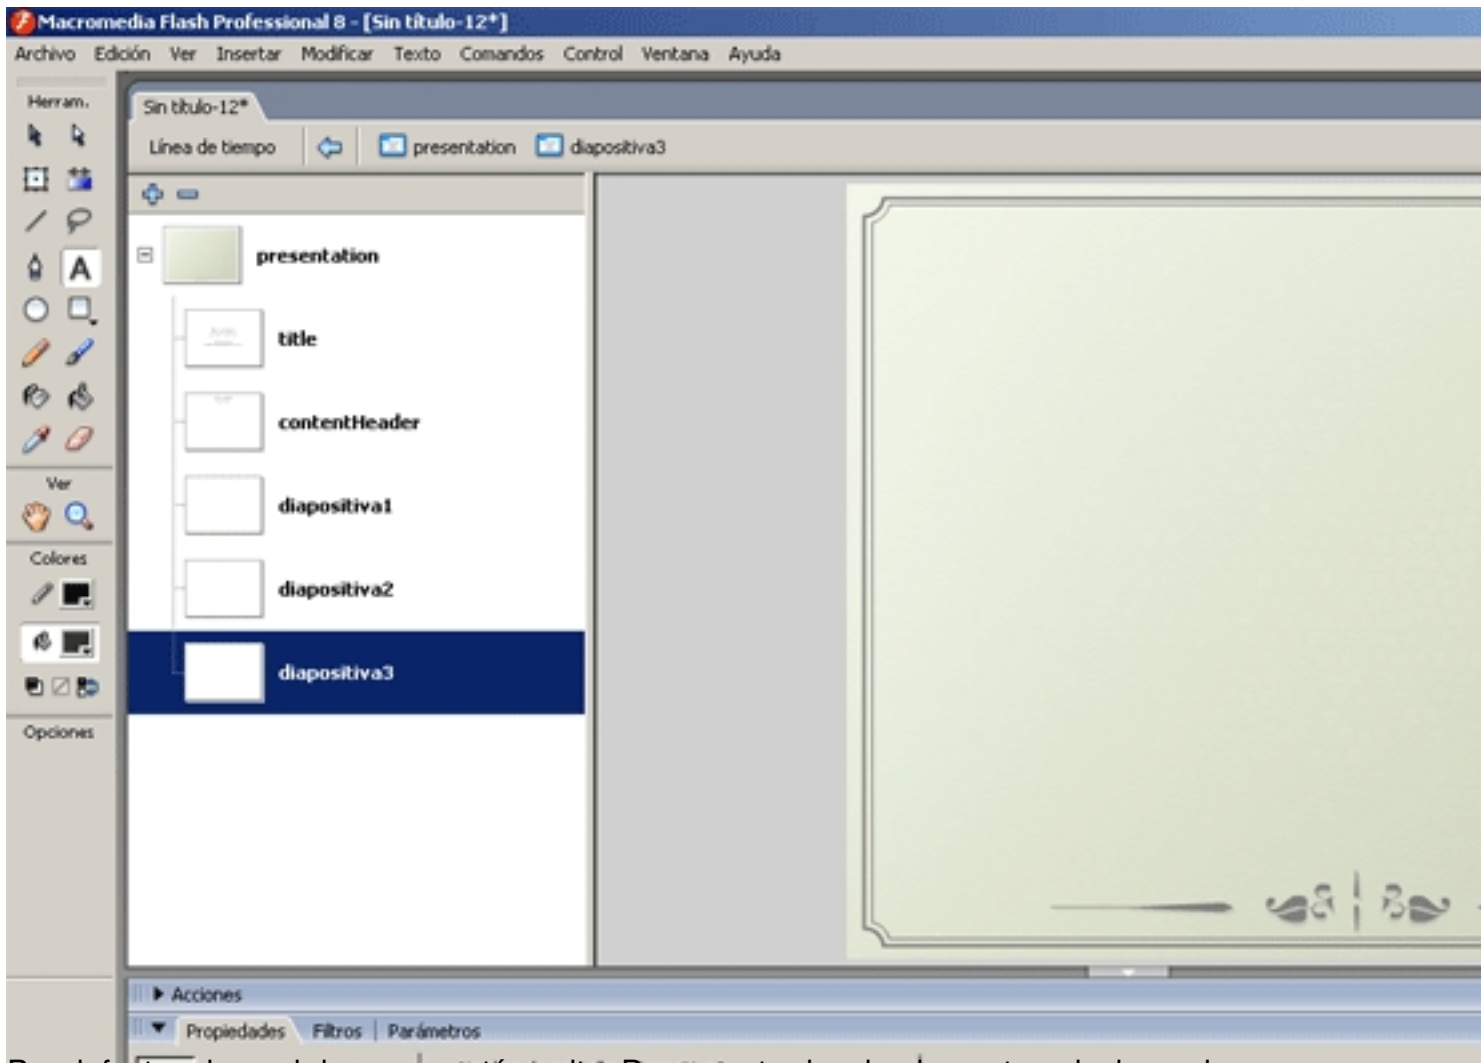 Macromedia Flash Professional 8 - [Sin título-12*]
Archivo Edición Ver Insertar Modificar Texto Comandos Control Ventana Ayuda
Herram.
Sin título-12*
Línea de tiempo presentation diapositiva3
presentation
title
contentHeader
diapositiva1
diapositiva2
diapositiva3
Ver
Colores
Opciones
Acciones
Propiedades Filtros Parámetros